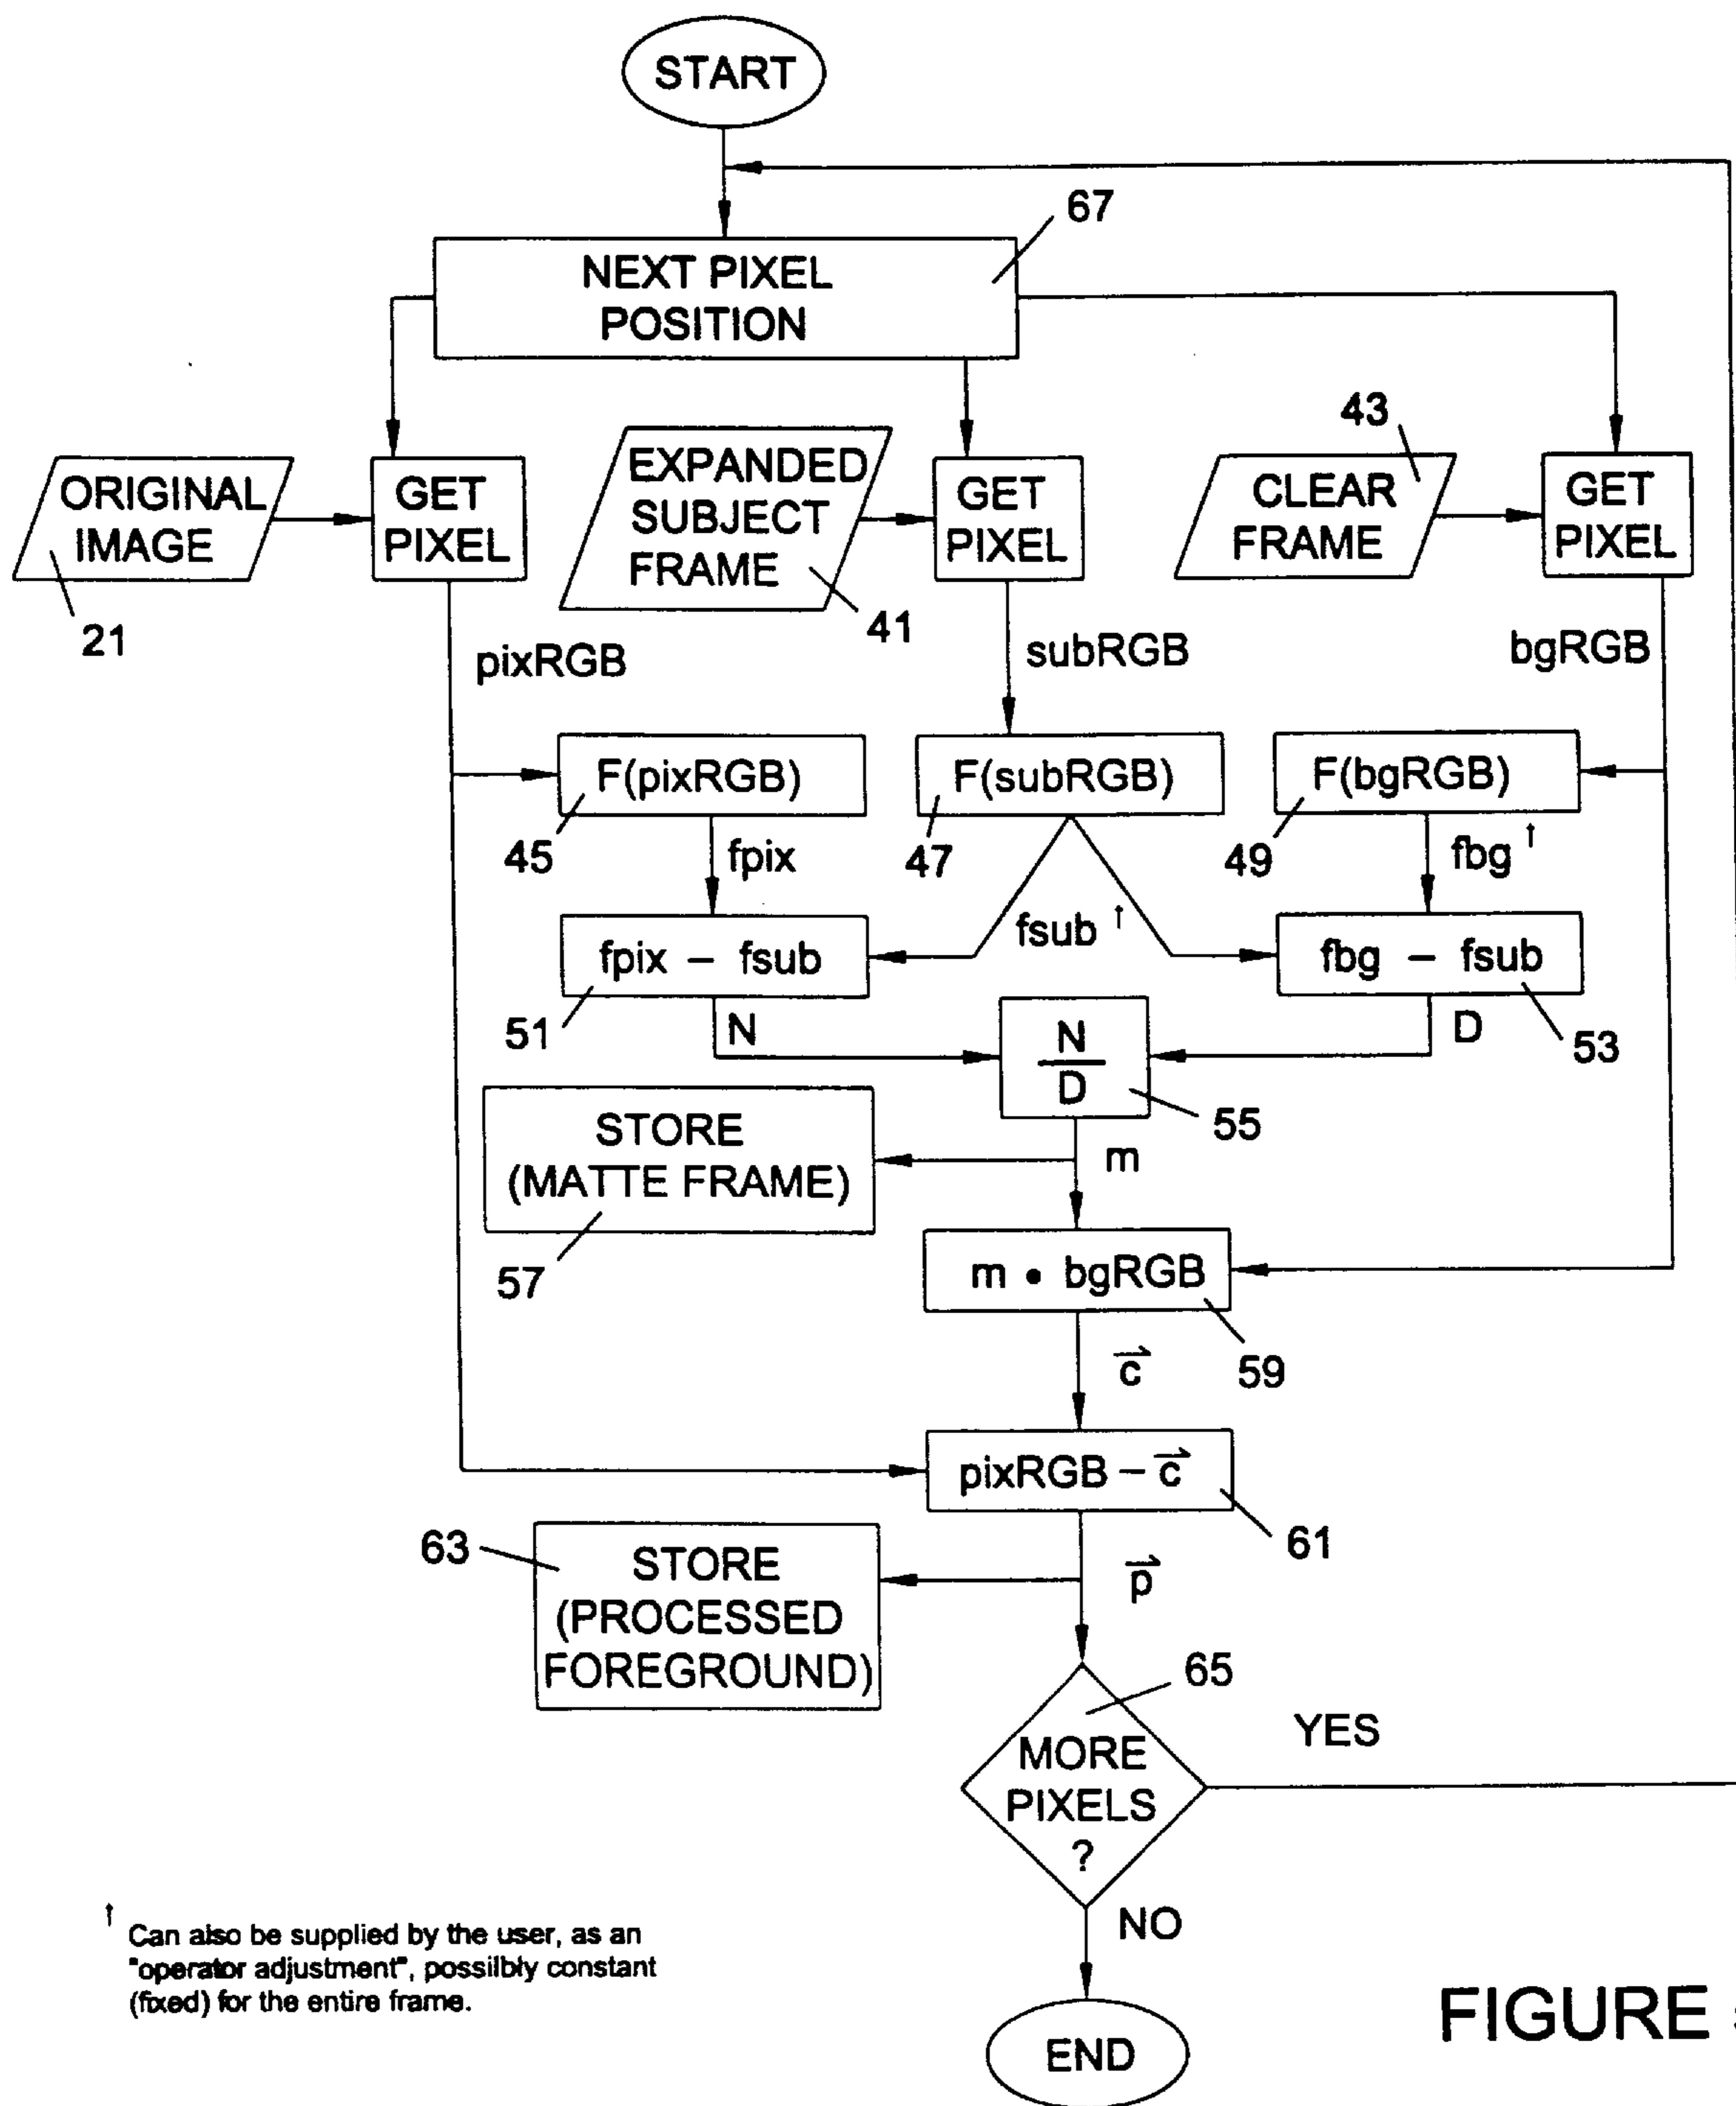 START
67
NEXT PIXEL
POSITION
ORIGINAL
IMAGE
21
GET
PIXEL
EXPANDED
SUBJECT
FRAME
41
GET
PIXEL
43
CLEAR
FRAME
GET
PIXEL
pixRGB
subRGB
bgRGB
F(pixRGB)
45
F(subRGB)
47
F(bgRGB)
49
fpix
fsub †
fbg †
fpix – fsub
51
fbg – fsub
53
N
D
N
D
55
m
STORE
(MATTE FRAME)
57
m • bgRGB
59
c⃗
pixRGB – c⃗
61
63
STORE
(PROCESSED
FOREGROUND)
p⃗
65
MORE
PIXELS
?
YES
NO
END
† Can also be supplied by the user, as an
"operator adjustment", possilbly constant
(fixed) for the entire frame.
FIGURE